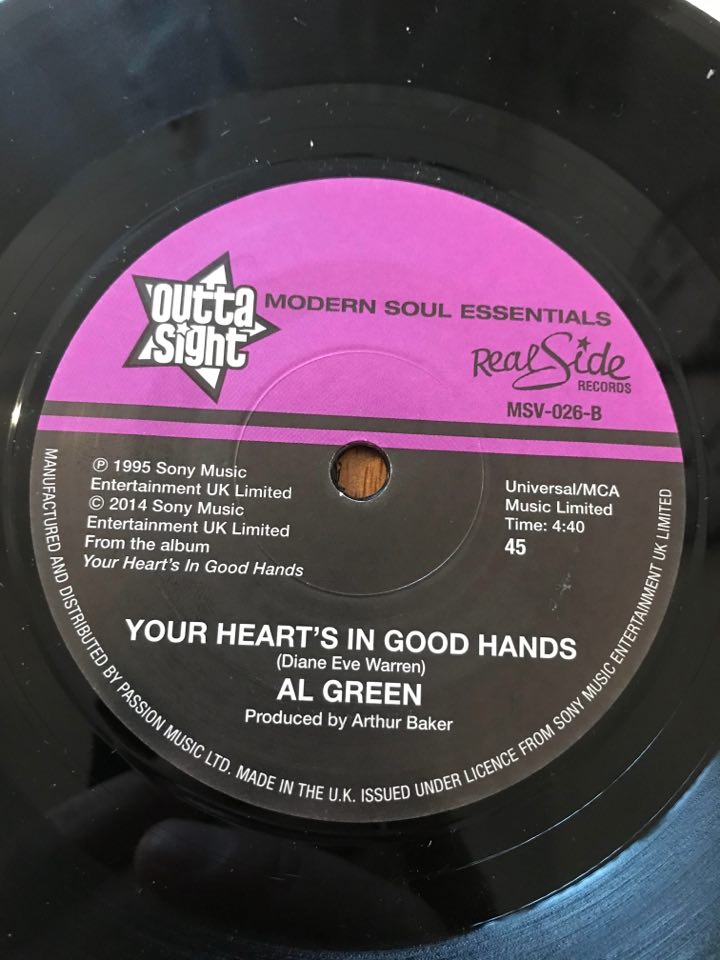 outta
sight
MODERN SOUL ESSENTIALS
Real Side
RECORDS
MSV-026-B
℗ 1995 Sony Music
Entertainment UK Limited
© 2014 Sony Music
Entertainment UK Limited
From the album
Your Heart's In Good Hands
Universal/MCA
Music Limited
Time: 4:40
45
YOUR HEART'S IN GOOD HANDS
(Diane Eve Warren)
AL GREEN
Produced by Arthur Baker
MANUFACTURED AND DISTRIBUTED BY PASSION MUSIC LTD. MADE IN THE U.K. ISSUED UNDER LICENCE FROM SONY MUSIC ENTERTAINMENT UK LIMITED